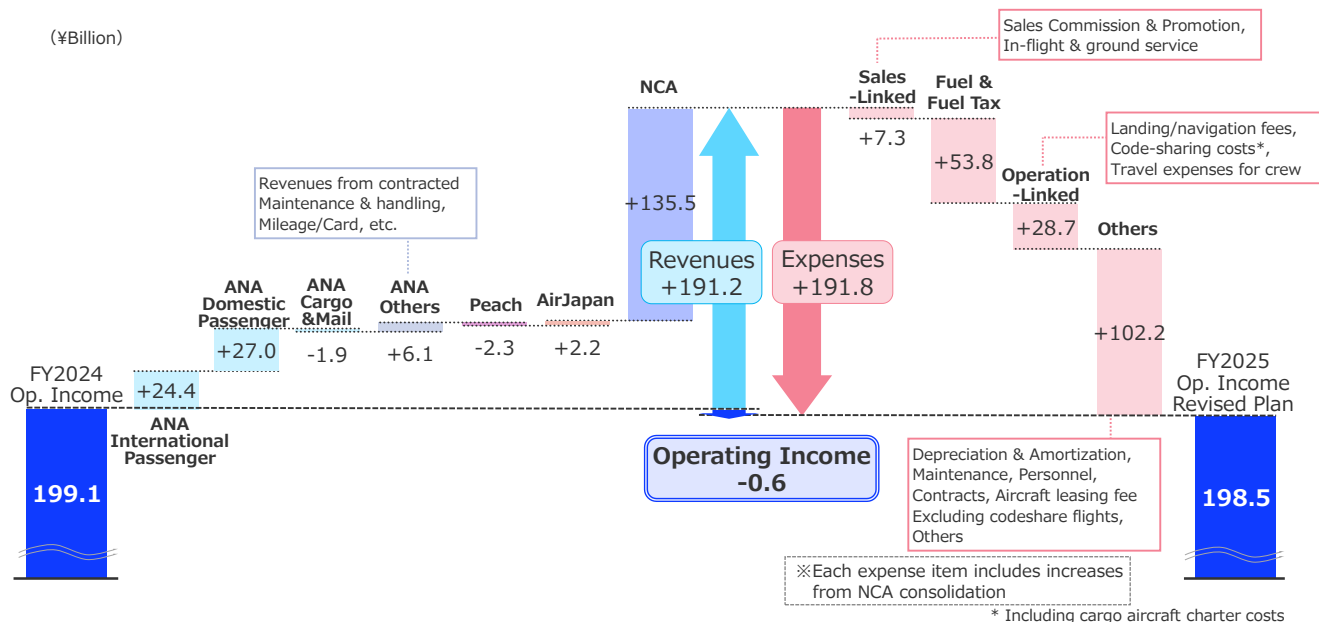 (¥Billion)
FY2024
Op. Income
199.1
+24.4
ANA
International
Passenger
ANA
Domestic
Passenger
+27.0
ANA
Cargo
&Mail
-1.9
Revenues from contracted
Maintenance & handling,
Mileage/Card, etc.
ANA
Others
+6.1
Peach
-2.3
AirJapan
+2.2
NCA
+135.5
Revenues
+191.2
Expenses
+191.8
Operating Income
-0.6
Sales Commission & Promotion,
In-flight & ground service
Sales
-Linked
+7.3
Fuel &
Fuel Tax
+53.8
Landing/navigation fees,
Code-sharing costs*,
Travel expenses for crew
Operation
-Linked
+28.7
Others
+102.2
Depreciation & Amortization,
Maintenance, Personnel,
Contracts, Aircraft leasing fee
Excluding codeshare flights,
Others
FY2025
Op. Income
Revised Plan
198.5
※Each expense item includes increases
from NCA consolidation
* Including cargo aircraft charter costs